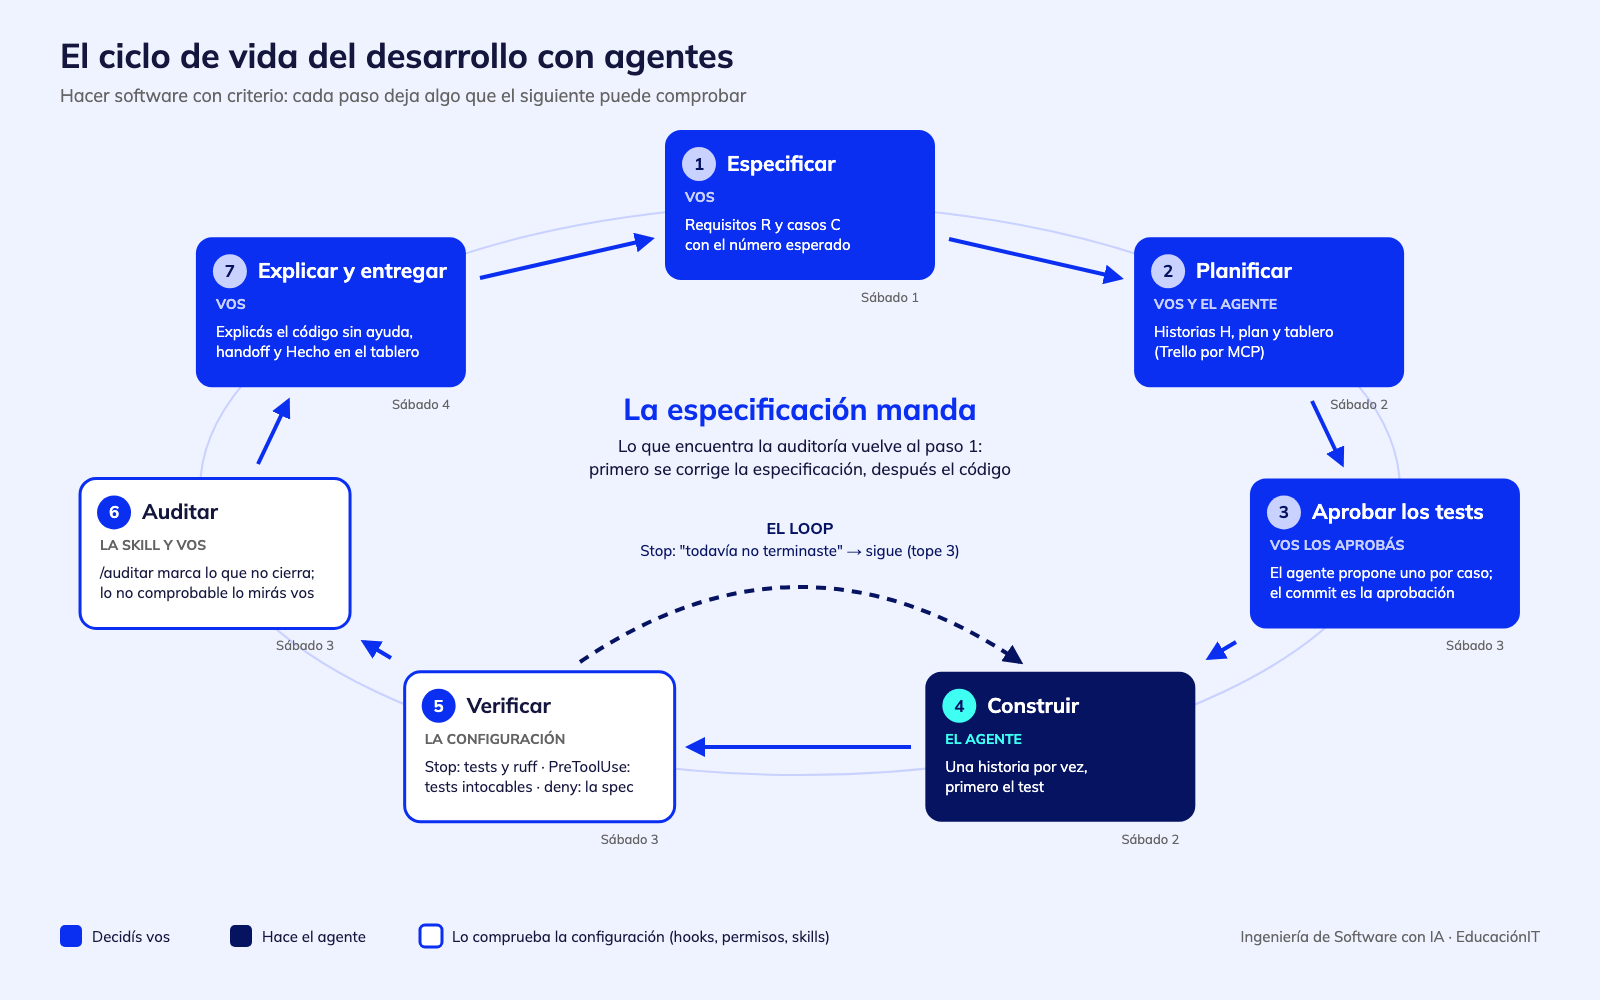 El ciclo de vida del desarrollo con agentes
Hacer software con criterio: cada paso deja algo que el siguiente puede comprobar
1 Especificar
VOS
Requisitos R y casos C
con el número esperado
Sábado 1
2 Planificar
VOS Y EL AGENTE
Historias H, plan y tablero
(Trello por MCP)
Sábado 2
3 Aprobar los tests
VOS LOS APROBÁS
El agente propone uno por caso;
el commit es la aprobación
Sábado 3
4 Construir
EL AGENTE
Una historia por vez,
primero el test
Sábado 2
5 Verificar
LA CONFIGURACIÓN
Stop: tests y ruff · PreToolUse:
tests intocables · deny: la spec
Sábado 3
6 Auditar
LA SKILL Y VOS
/auditar marca lo que no cierra;
lo no comprobable lo mirás vos
Sábado 3
7 Explicar y entregar
VOS
Explicás el código sin ayuda,
handoff y Hecho en el tablero
Sábado 4
La especificación manda
Lo que encuentra la auditoría vuelve al paso 1:
primero se corrige la especificación, después el código
EL LOOP
Stop: "todavía no terminaste" → sigue (tope 3)
Decidís vos
Hace el agente
Lo comprueba la configuración (hooks, permisos, skills)
Ingeniería de Software con IA · EducaciónIT